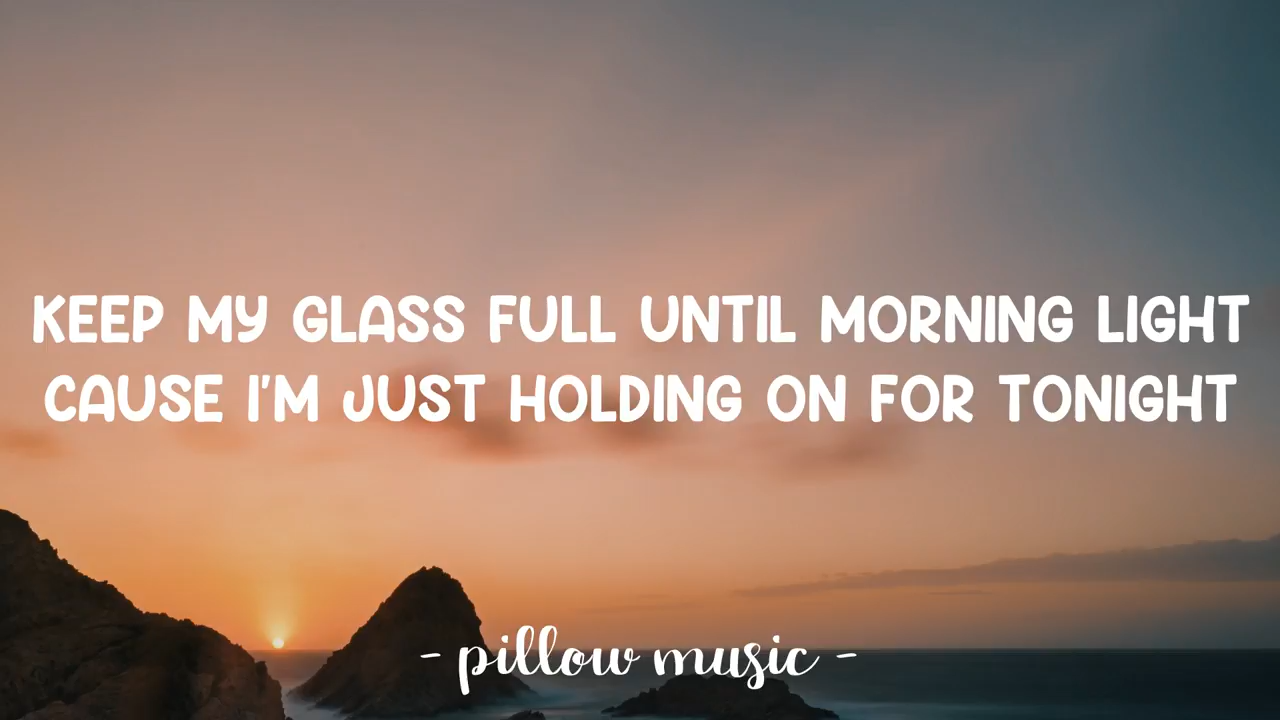 KEEP MY GLASS FULL UNTIL MORNING LIGHT
CAUSE I'M JUST HOLDING ON FOR TONIGHT
- pillow music -